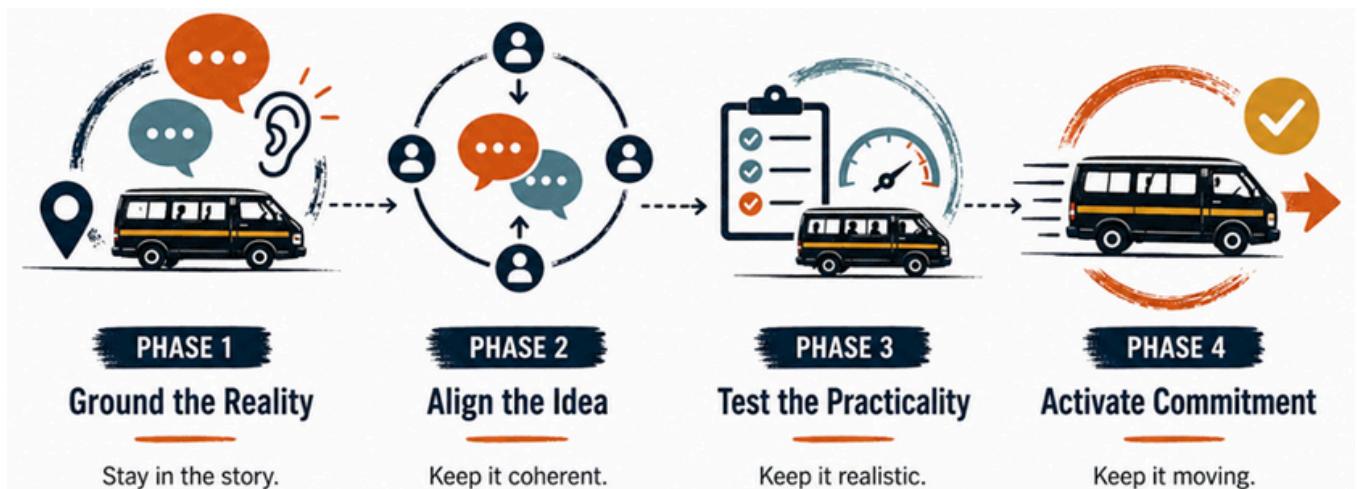 PHASE 1
Ground the Reality
Stay in the story.
PHASE 2
Align the Idea
Keep it coherent.
PHASE 3
Test the Practicality
Keep it realistic.
PHASE 4
Activate Commitment
Keep it moving.